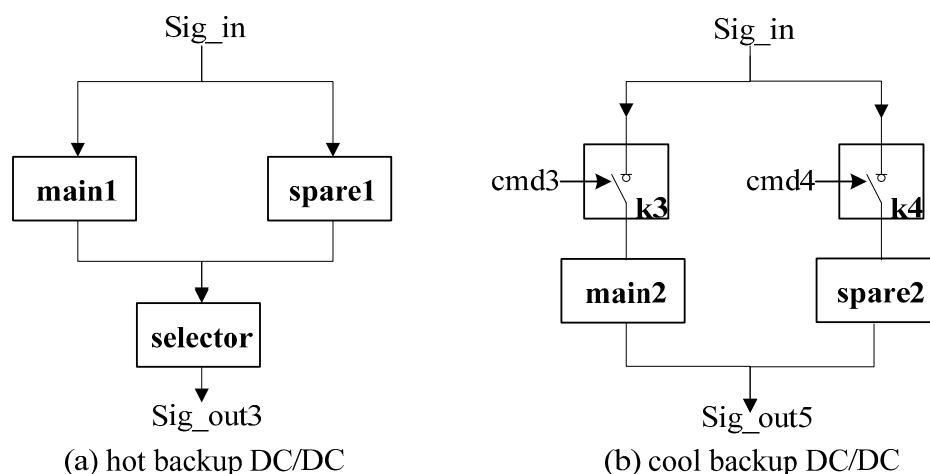 Sig_in
main1
spare1
selector
Sig_out3
(a) hot backup DC/DC
Sig_in
cmd3
k3
cmd4
k4
main2
spare2
Sig_out5
(b) cool backup DC/DC